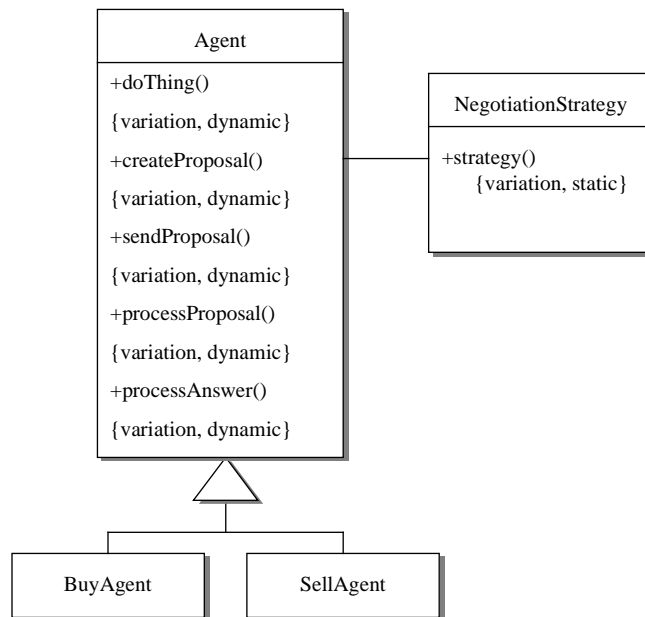 Agent
+doThing()
{variation, dynamic}
+createProposal()
{variation, dynamic}
+sendProposal()
{variation, dynamic}
+processProposal()
{variation, dynamic}
+processAnswer()
{variation, dynamic}
NegotiationStrategy
+strategy()
{variation, static}
BuyAgent
SellAgent